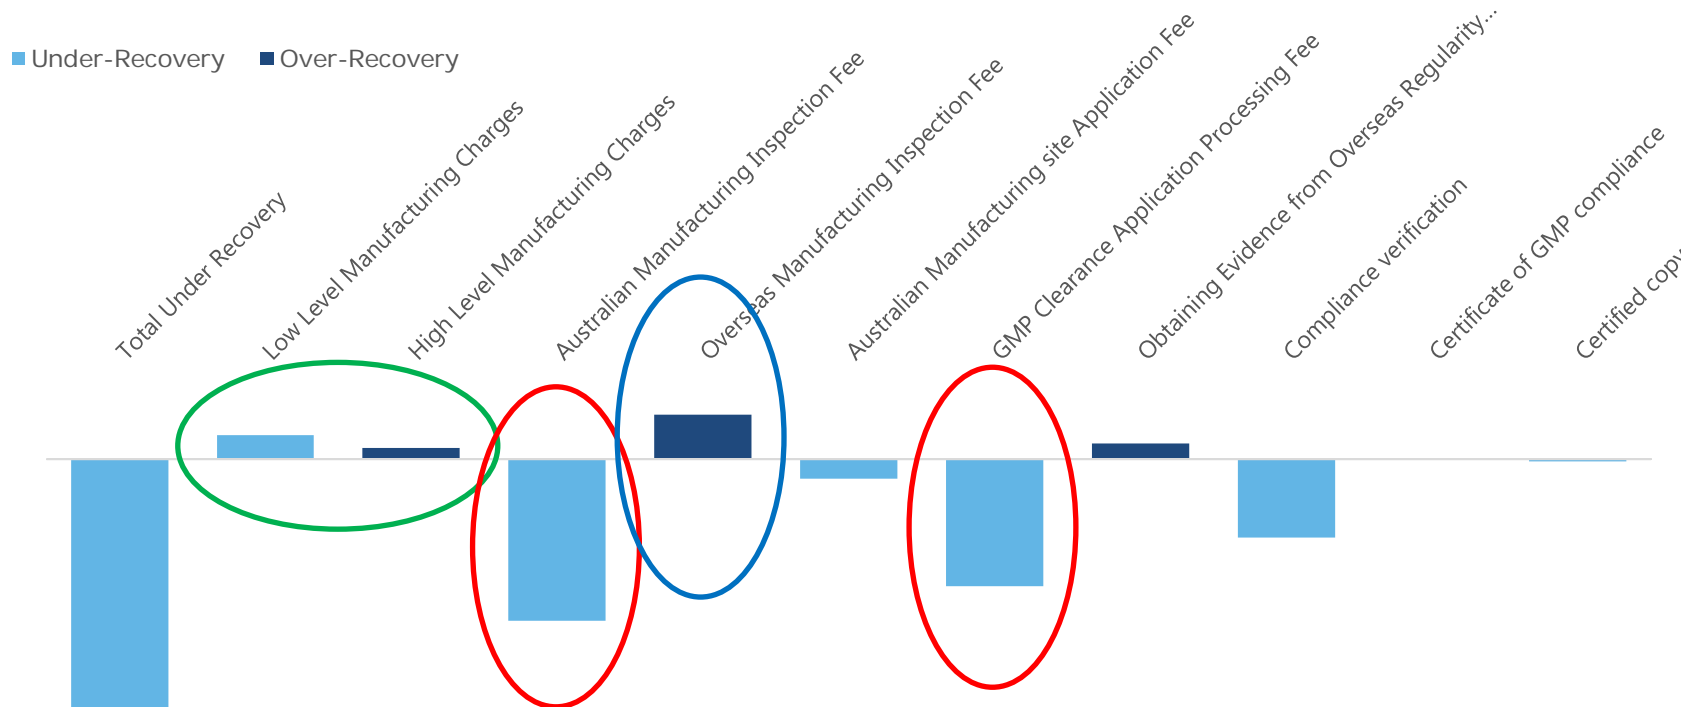 Under-Recovery
Over-Recovery
Total Under Recovery
Low Level Manufacturing Charges
High Level Manufacturing Charges
Australian Manufacturing Inspection Fee
Overseas Manufacturing Inspection Fee
Australian Manufacturing site Application Fee
GMP Clearance Application Processing Fee
Obtaining Evidence from Overseas Regularity...
Compliance verification
Certificate of GMP compliance
Certified copy